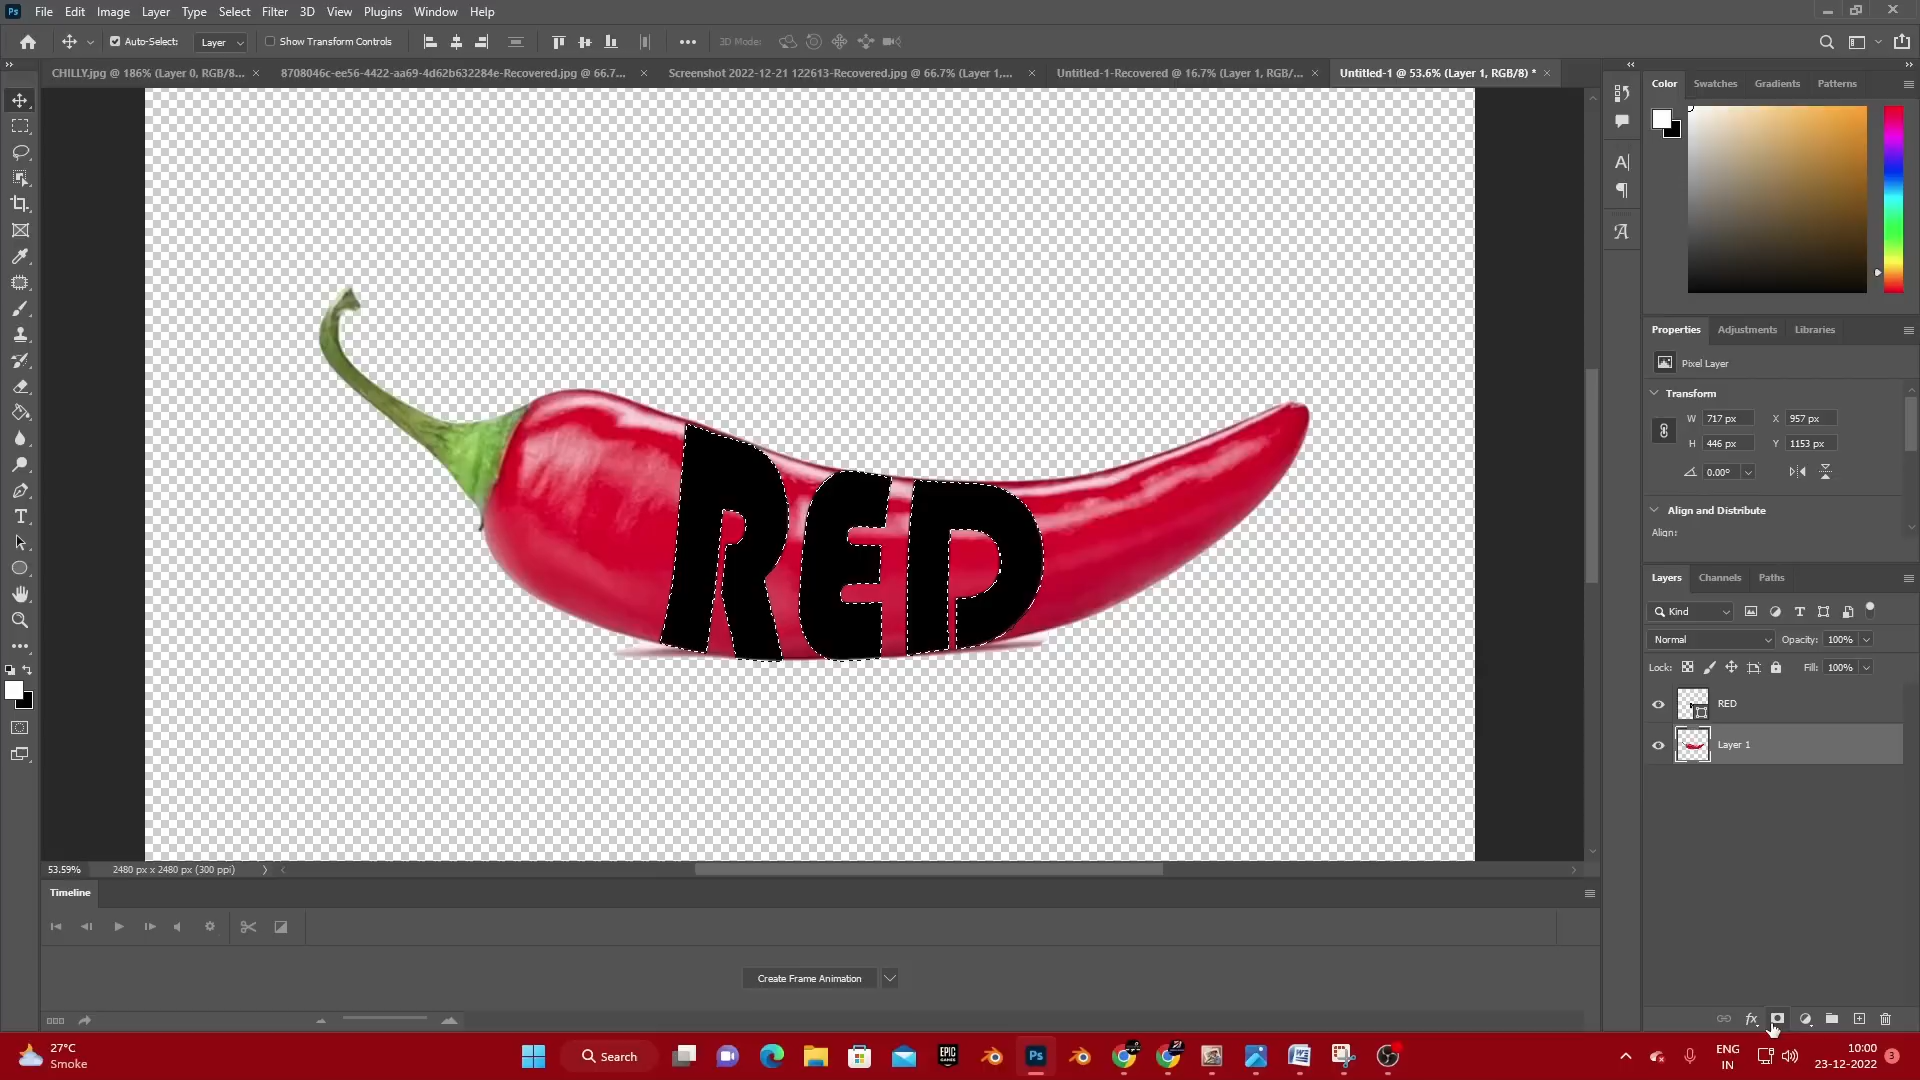 Ps File Edit Image Layer Type Select Filter 3D View Plugins Window Help
Auto-Select: Layer Show Transform Controls 3D Mode:
CHILLY.jpg @ 186% (Layer 0, RGB/8... 8708046c-ee56-4422-aa69-4d62b632284e-Recovered.jpg @ 66.7... Screenshot 2022-12-21 122613-Recovered.jpg @ 66.7% (Layer 1,... Untitled-1-Recovered @ 16.7% (Layer 1, RGB/... Untitled-1 @ 53.6% (Layer 1, RGB/8) *
Color Swatches Gradients Patterns
RED
Properties Adjustments Libraries
Pixel Layer
Transform
W 717 px X 957 px
H 446 px Y 1153 px
0.00°
Align and Distribute
Align:
Layers Channels Paths
Kind
Normal Opacity: 100%
Lock: Fill: 100%
RED
Layer 1
53.59% 2480 px x 2480 px (300 ppi)
Timeline
Create Frame Animation
fx
27°C
Smoke
Search
EPIC GAMES
Ps
ENG
IN
10:00
23-12-2022
3